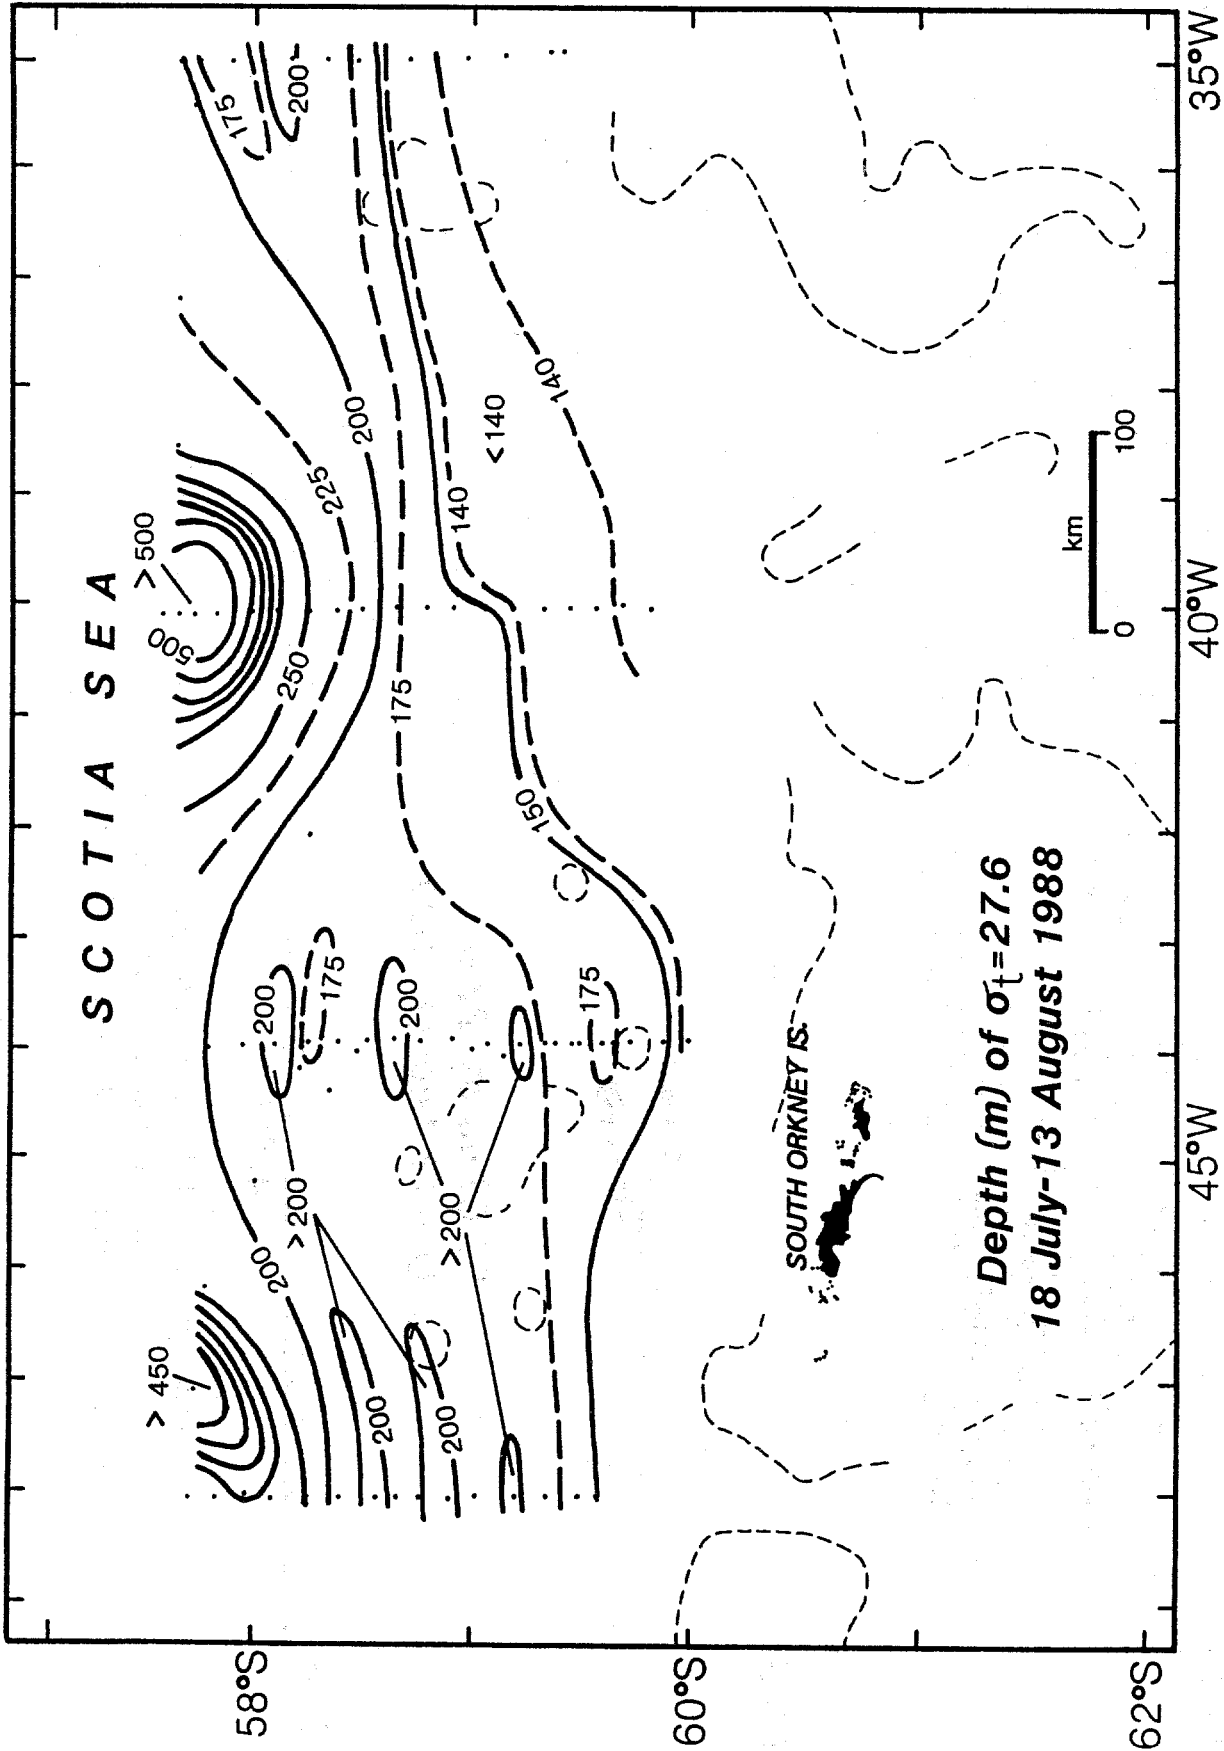 SCOTIA SEA
>450
>500
500
250
225
200
175
200
200
>200
200
175
200
175
140
<140
140
150
>200
200
200
175
SOUTH ORKNEY IS.
km
0 100
Depth (m) of σt=27.6
18 July-13 August 1988
58°S
60°S
62°S
45°W
40°W
35°W